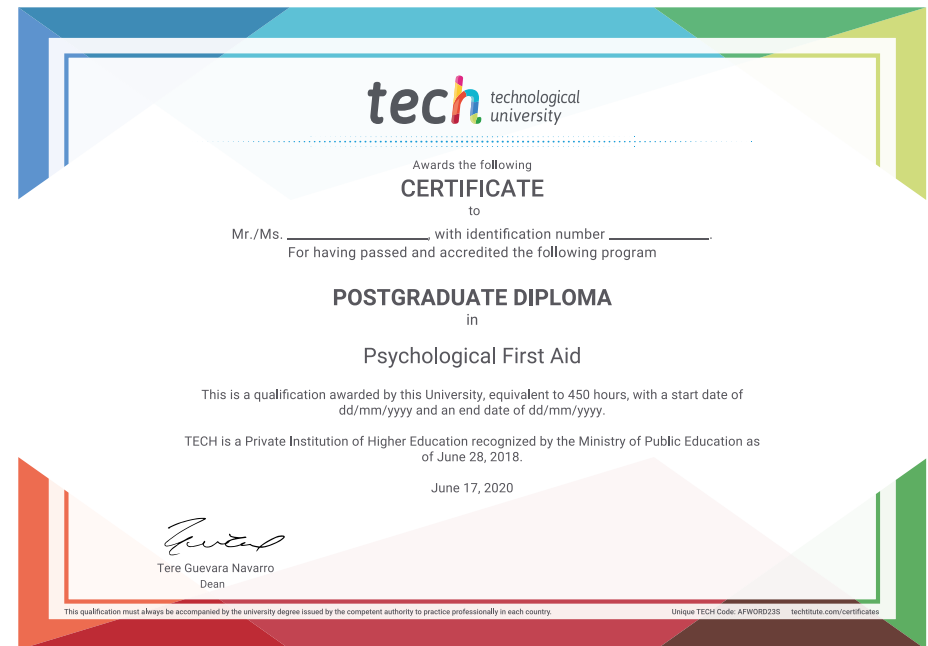 tech technological
university
Awards the following
CERTIFICATE
to
Mr./Ms. ____________________, with identification number ______________.
For having passed and accredited the following program
POSTGRADUATE DIPLOMA
in
Psychological First Aid
This is a qualification awarded by this University, equivalent to 450 hours, with a start date of
dd/mm/yyyy and an end date of dd/mm/yyyy.
TECH is a Private Institution of Higher Education recognized by the Ministry of Public Education as
of June 28, 2018.
June 17, 2020
Tere Guevara Navarro
Dean
This qualification must always be accompanied by the university degree issued by the competent authority to practice professionally in each country. Unique TECH Code: AFWORD23S techtitute.com/certificates